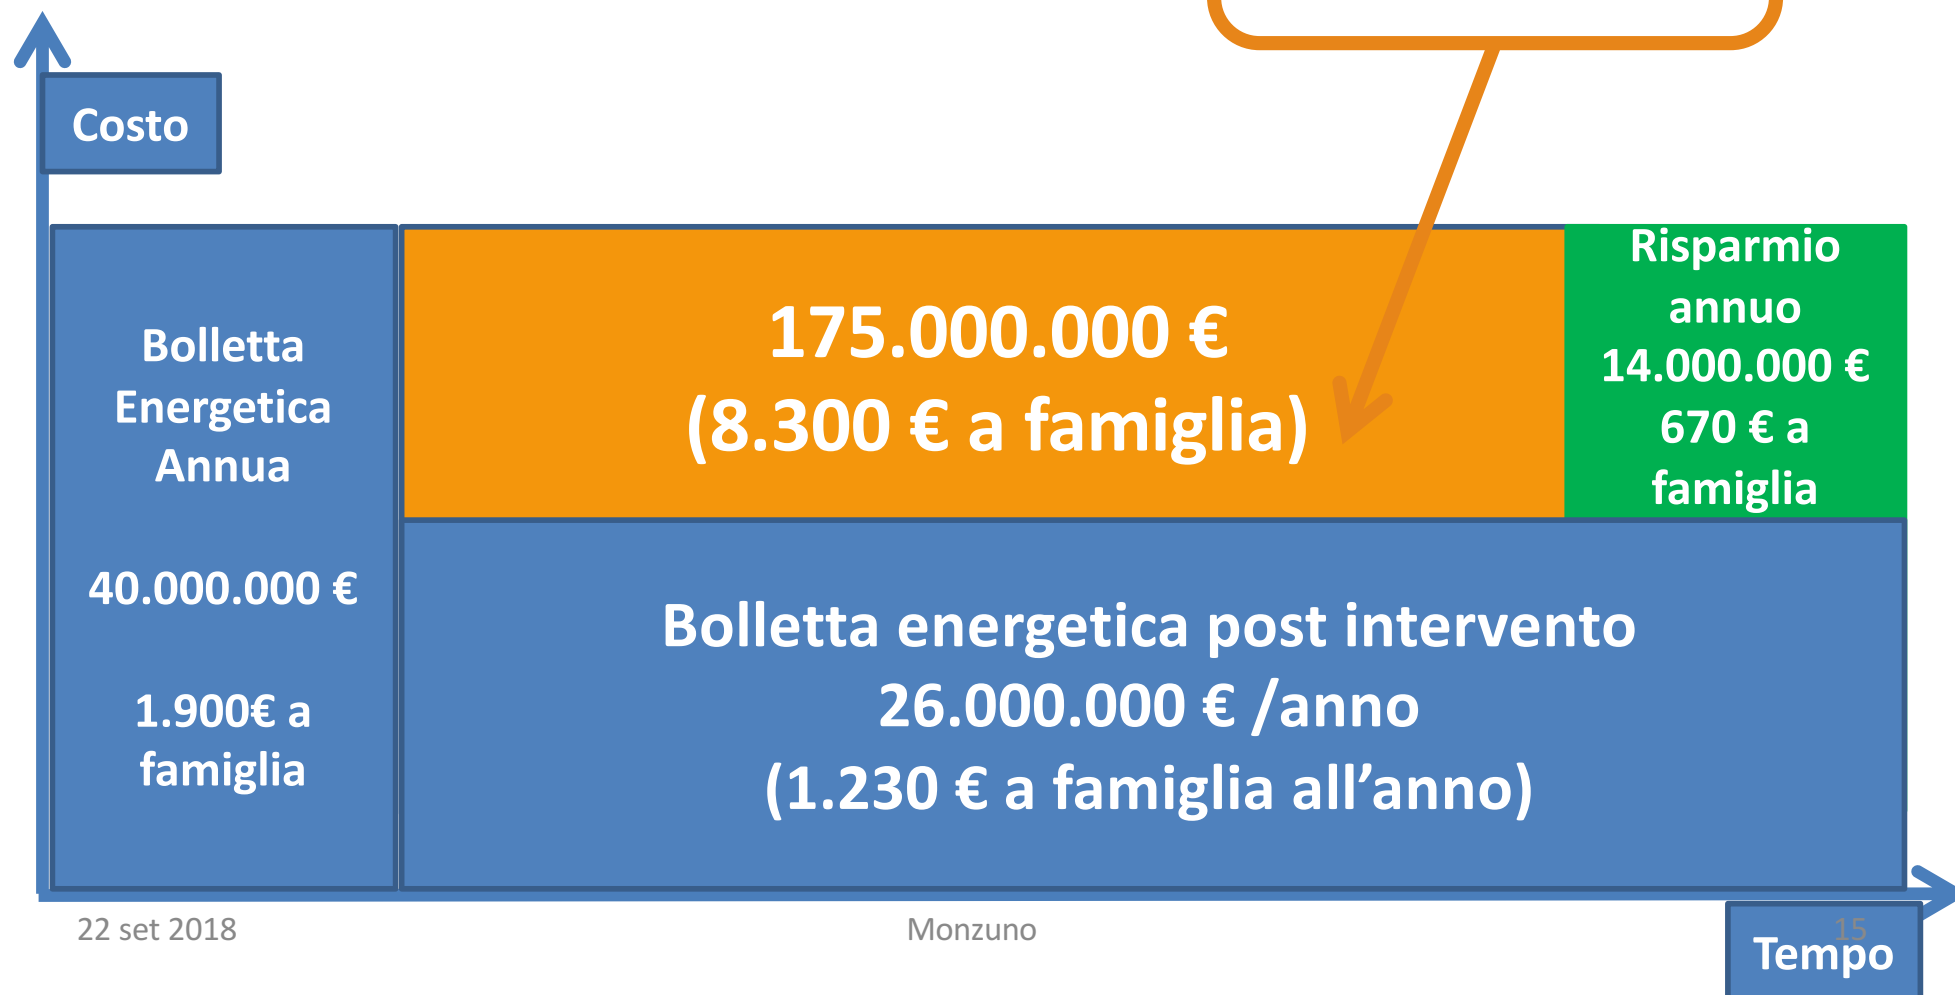 Costo
Bolletta
Energetica
Annua
40.000.000 €
1.900€ a
famiglia
175.000.000 €
(8.300 € a famiglia)
Risparmio
annuo
14.000.000 €
670 € a
famiglia
Bolletta energetica post intervento
26.000.000 € /anno
(1.230 € a famiglia all’anno)
22 set 2018
Monzuno
15
Tempo